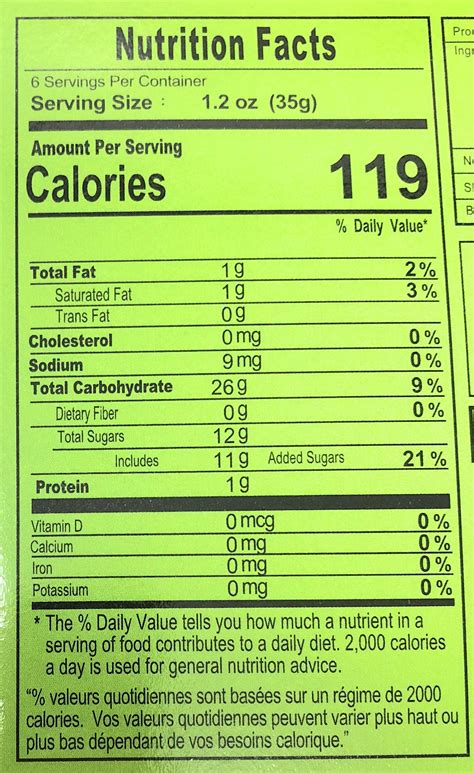 Nutrition Facts
6 Servings Per Container
Serving Size : 1.2 oz (35g)
Amount Per Serving
Calories 119
% Daily Value*
Total Fat 1g 2%
Saturated Fat 1g 3%
Trans Fat 0g
Cholesterol 0mg 0%
Sodium 9mg 0%
Total Carbohydrate 26g 9%
Dietary Fiber 0g 0%
Total Sugars 12g
Includes 11g Added Sugars 21%
Protein 1g
Vitamin D 0mcg 0%
Calcium 0mg 0%
Iron 0mg 0%
Potassium 0mg 0%
* The % Daily Value tells you how much a nutrient in a
serving of food contributes to a daily diet. 2,000 calories
a day is used for general nutrition advice.
"% valeurs quotidiennes sont basées sur un régime de 2000
calories. Vos valeurs quotidiennes peuvent varier plus haut ou
plus bas dépendant de vos besoins calorique."